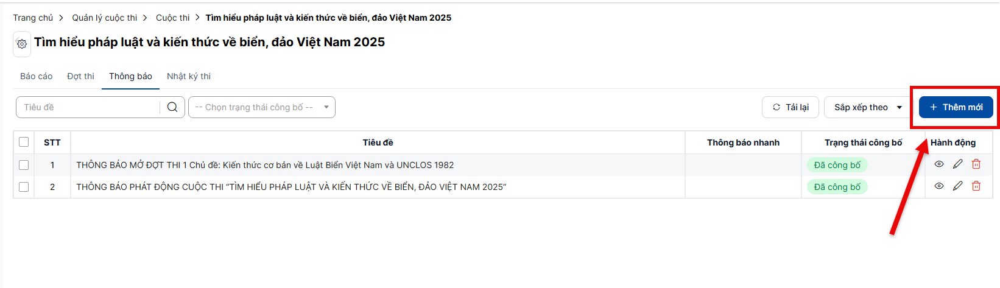 Trang chủ > Quản lý cuộc thi > Cuộc thi > Tìm hiểu pháp luật và kiến thức về biển, đảo Việt Nam 2025
Tìm hiểu pháp luật và kiến thức về biển, đảo Việt Nam 2025
Báo cáo Đợt thi Thông báo Nhật ký thi
Tiêu đề -- Chọn trạng thái công bố -- Tải lại Sắp xếp theo + Thêm mới
STT Tiêu đề Thông báo nhanh Trạng thái công bố Hành động
1 THÔNG BÁO MỞ ĐỢT THI 1 Chủ đề: Kiến thức cơ bản về Luật Biển Việt Nam và UNCLOS 1982 Đã công bố
2 THÔNG BÁO PHÁT ĐỘNG CUỘC THI “TÌM HIỂU PHÁP LUẬT VÀ KIẾN THỨC VỀ BIỂN, ĐẢO VIỆT NAM 2025” Đã công bố